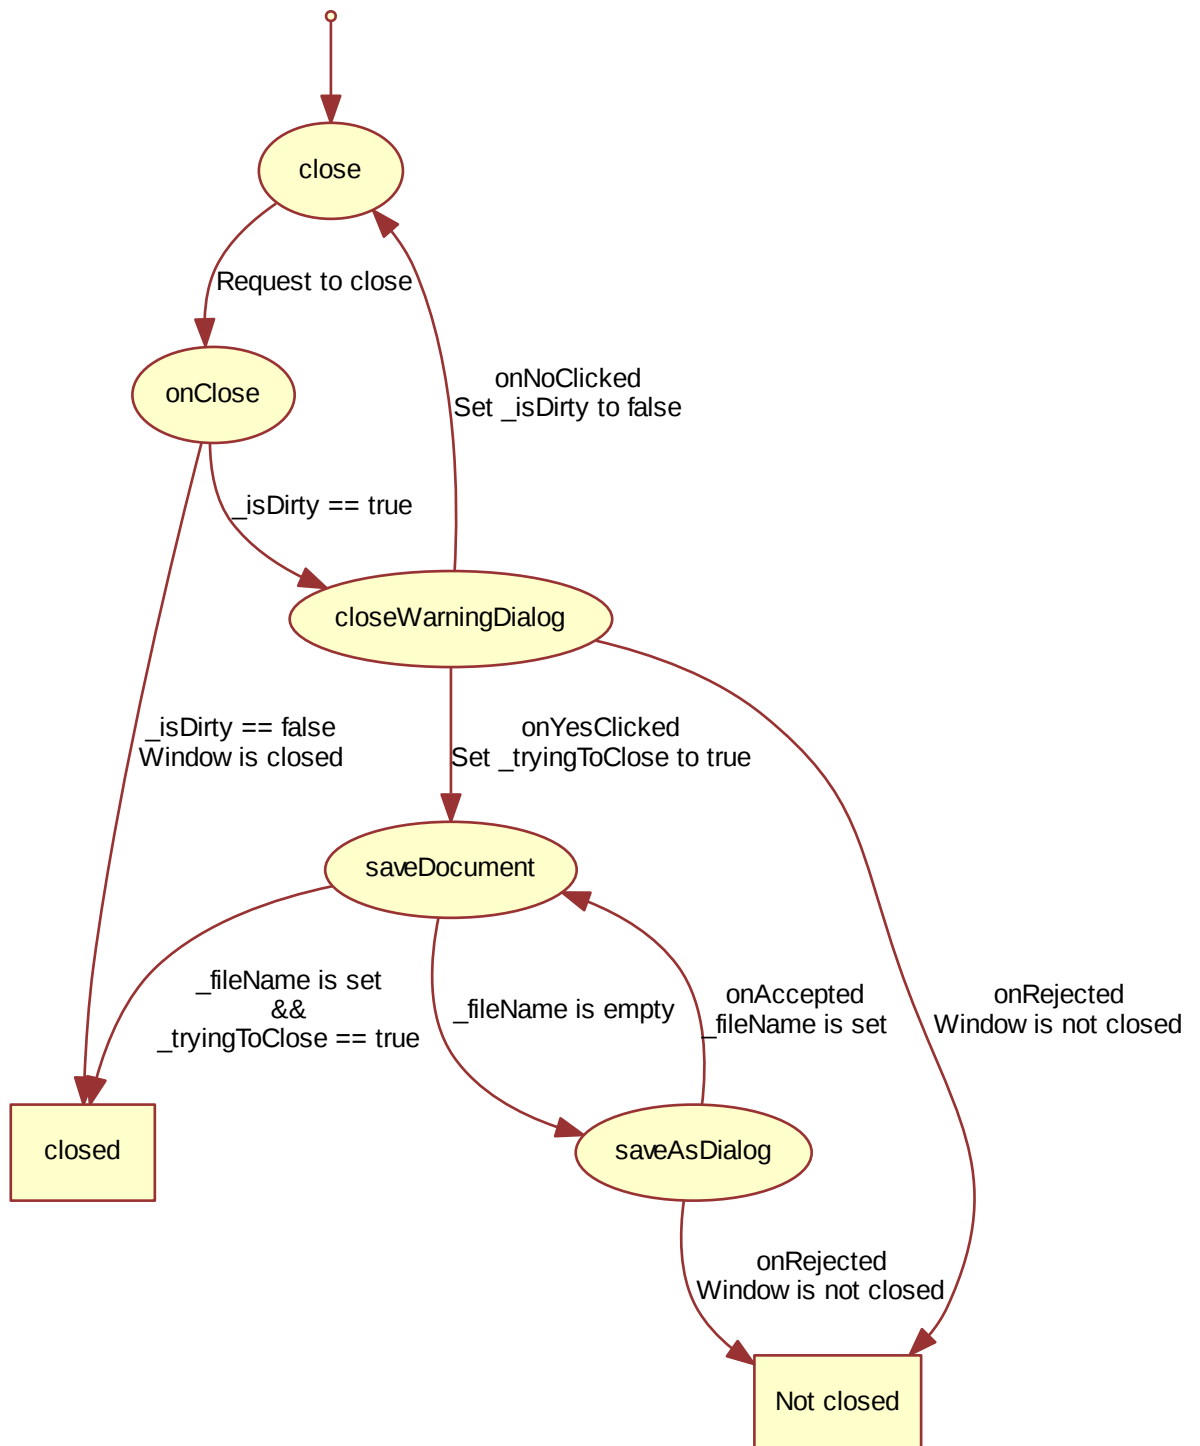 close
Request to close
onClose
onNoClicked
Set _isDirty to false
_isDirty == true
closeWarningDialog
_isDirty == false
Window is closed
onYesClicked
Set _tryingToClose to true
saveDocument
_fileName is set
&&
_tryingToClose == true
_fileName is empty
onAccepted
_fileName is set
onRejected
Window is not closed
closed
saveAsDialog
onRejected
Window is not closed
Not closed